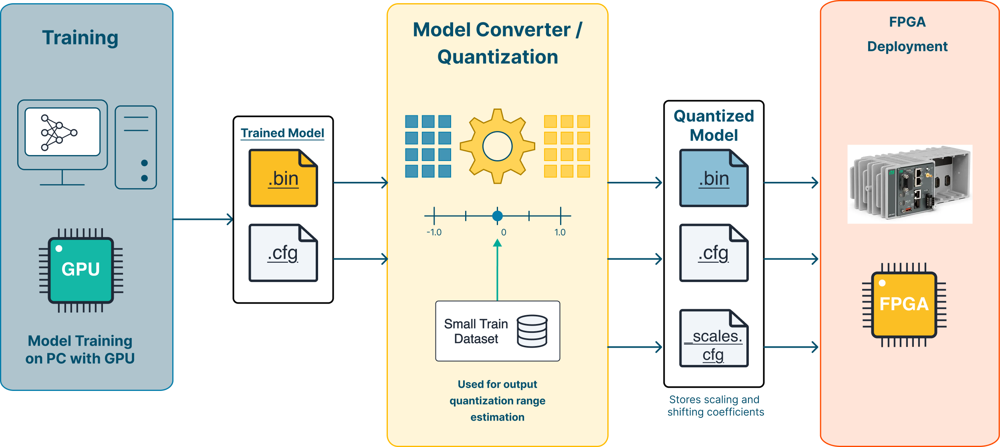 Training
GPU
Model Training
on PC with GPU
Trained Model
.bin
.cfg
Model Converter /
Quantization
-1.0
0
1.0
Small Train
Dataset
Used for output
quantization range
estimation
Quantized
Model
.bin
.cfg
_scales.
cfg
Stores scaling and
shifting coefficients
FPGA
Deployment
FPGA